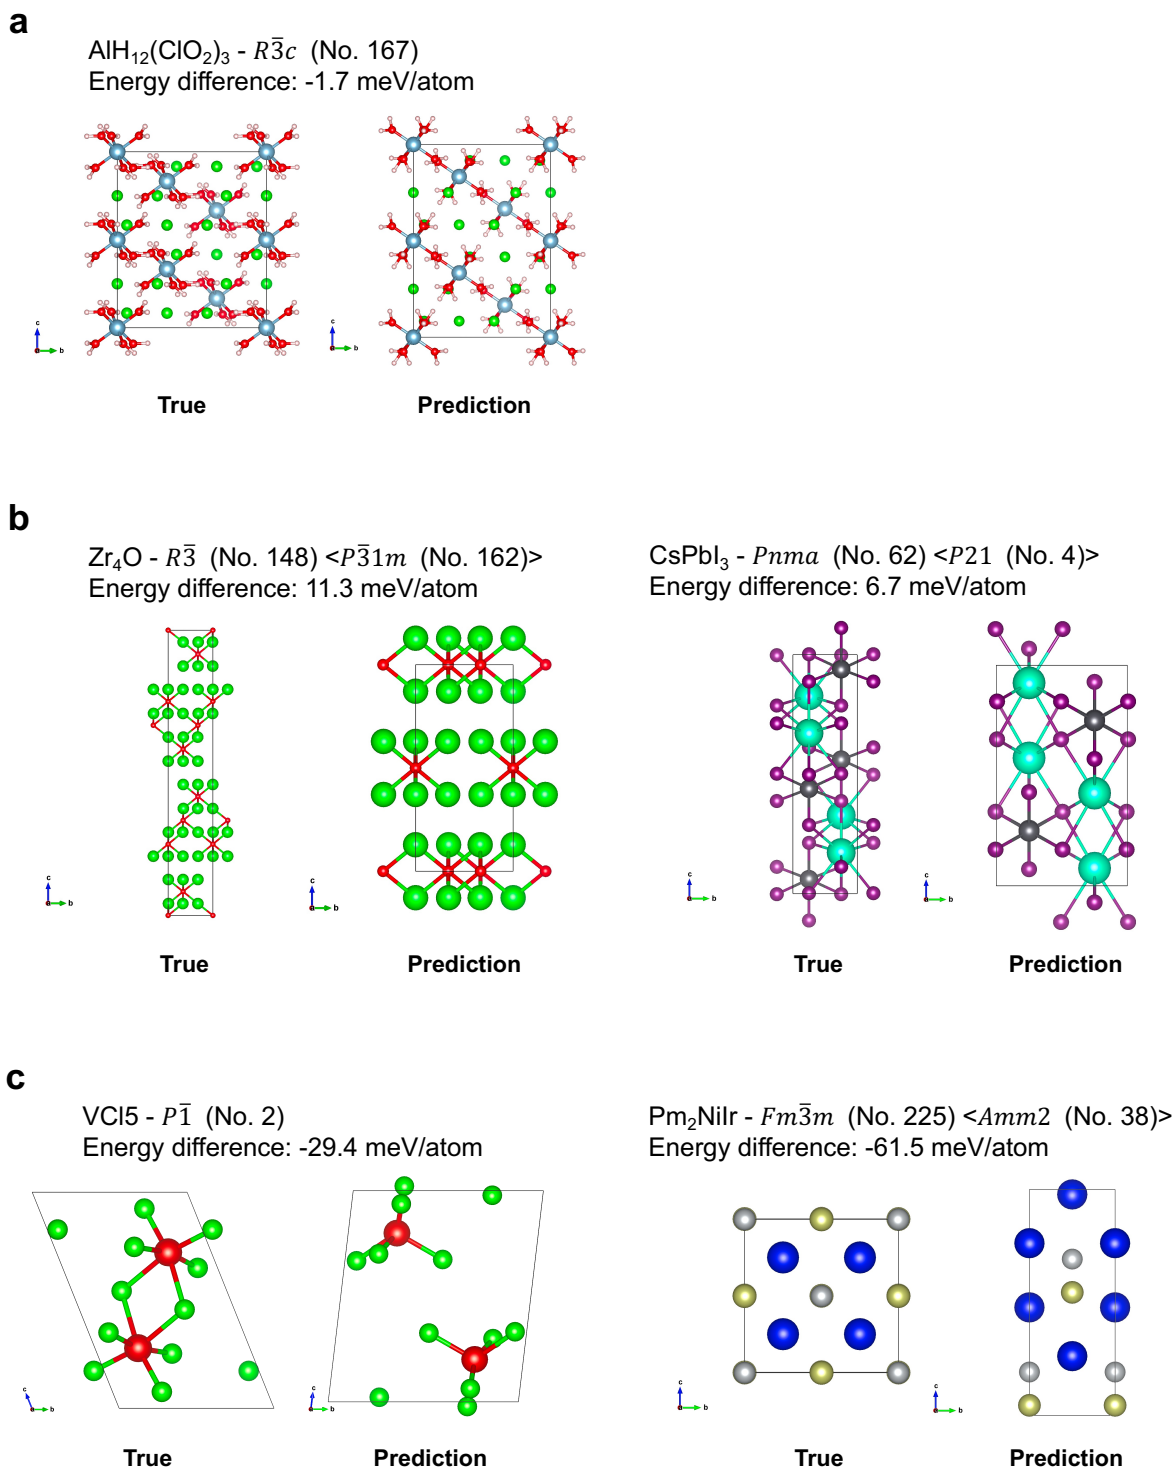 a
AlH₁₂(ClO₂)₃ - R3̄c (No. 167)
Energy difference: -1.7 meV/atom
c
b
c
b
True
Prediction
b
Zr₄O - R3̄ (No. 148) <P3̄1m (No. 162)>
Energy difference: 11.3 meV/atom
CsPbI₃ - Pnma (No. 62) <P21 (No. 4)>
Energy difference: 6.7 meV/atom
c
b
c
b
c
b
c
b
True
Prediction
True
Prediction
c
VCl5 - P1̄ (No. 2)
Energy difference: -29.4 meV/atom
Pm₂NiIr - Fm3̄m (No. 225) <Amm2 (No. 38)>
Energy difference: -61.5 meV/atom
c
b
c
b
c
b
c
b
True
Prediction
True
Prediction